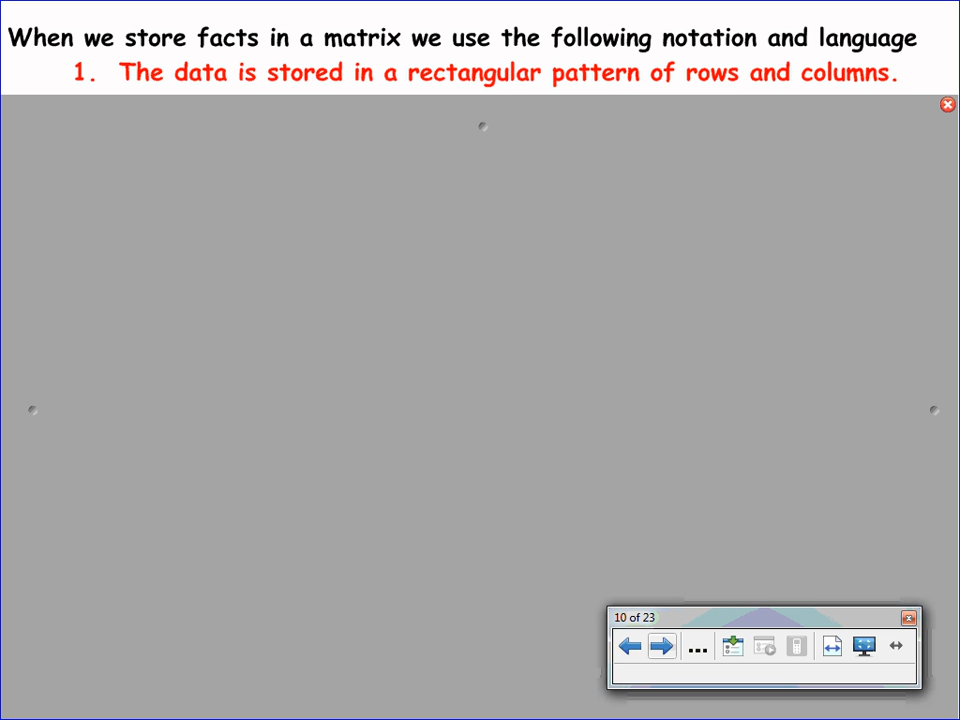 When we store facts in a matrix we use the following notation and language
1. The data is stored in a rectangular pattern of rows and columns.
10 of 23
...